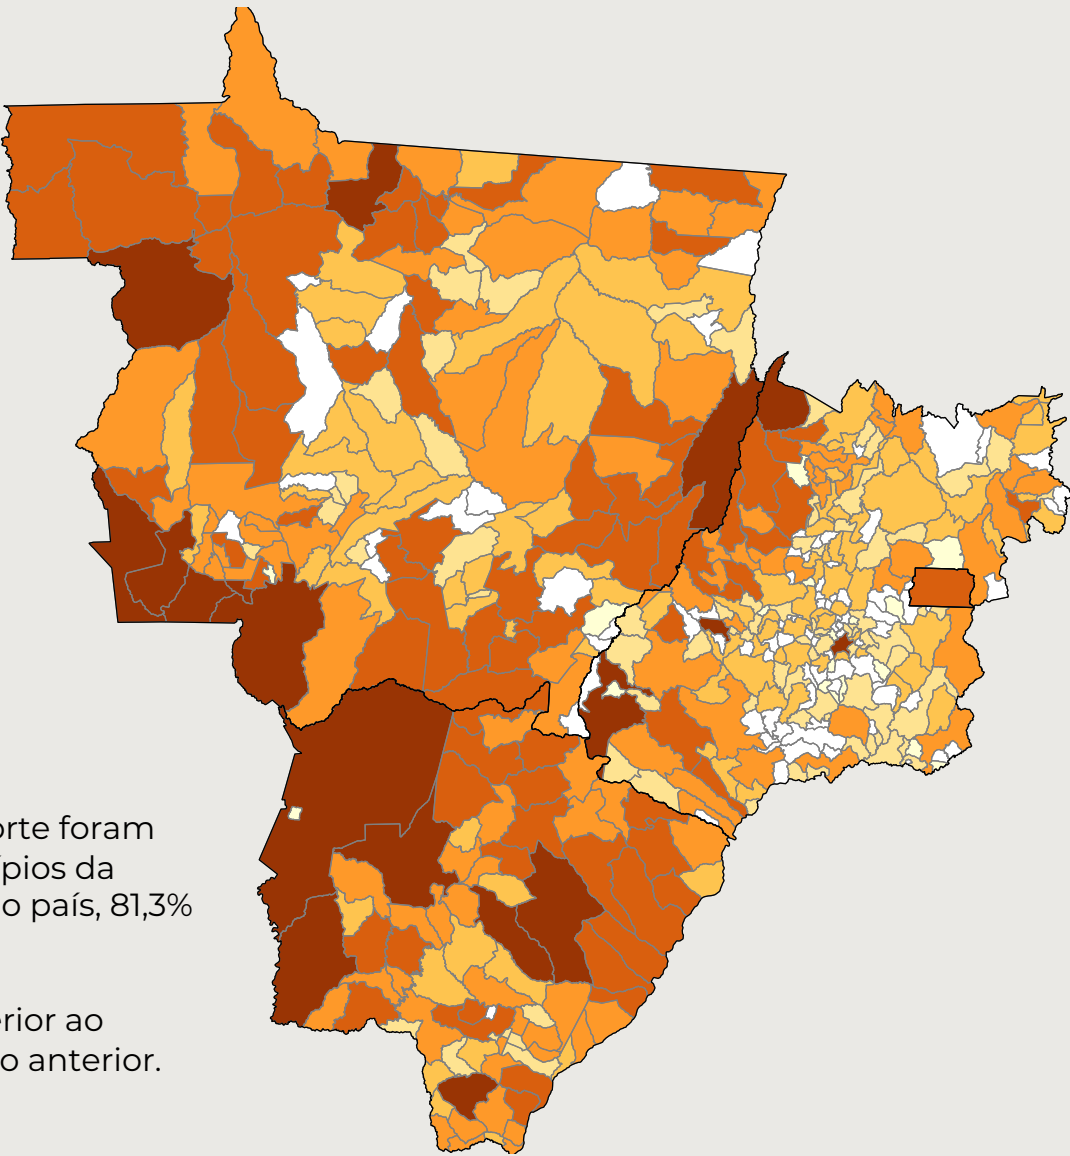 orte foram
ípios da
o país, 81,3%
erior ao
o anterior.